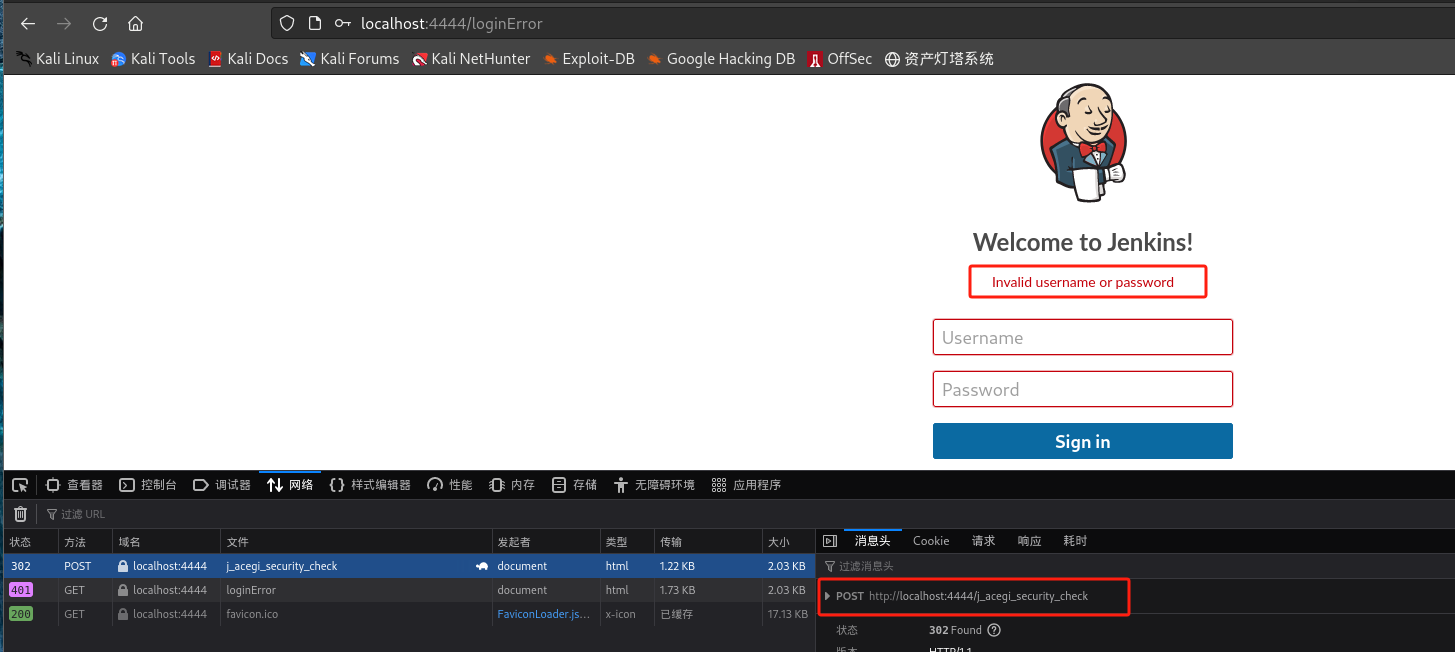 localhost:4444/loginError
Kali Linux Kali Tools Kali Docs Kali Forums Kali NetHunter Exploit-DB Google Hacking DB OffSec 资产灯塔系统
Welcome to Jenkins!
Invalid username or password
Username
Password
Sign in
查看器 控制台 调试器 网络 样式编辑器 性能 内存 存储 无障碍环境 应用程序
过滤 URL
状态 方法 域名 文件 发起者 类型 传输 大小
302 POST localhost:4444 j_acegi_security_check document html 1.22 KB 2.03 KB
401 GET localhost:4444 loginError document html 1.73 KB 2.03 KB
200 GET localhost:4444 favicon.ico FaviconLoader.js... x-icon 已缓存 17.13 KB
消息头 Cookie 请求 响应 耗时
过滤消息头
POST http://localhost:4444/j_acegi_security_check
状态 302 Found
版本 HTTP/1.1